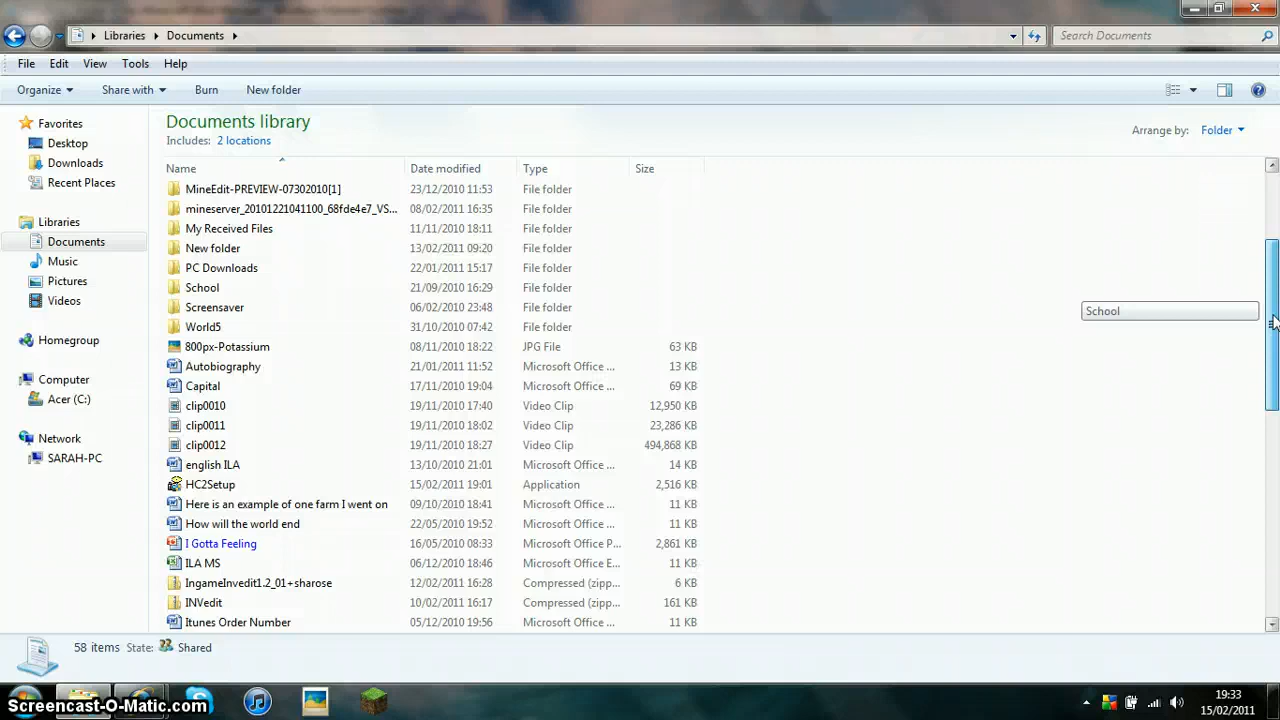 Libraries
Documents
Search Documents
File
Edit
View
Tools
Help
Organize
Share with
Burn
New folder
Favorites
Desktop
Downloads
Recent Places
Libraries
Documents
Music
Pictures
Videos
Homegroup
Computer
Acer (C:)
Network
SARAH-PC
Documents library
Includes: 2 locations
Arrange by: Folder
Name Date modified Type Size
MineEdit-PREVIEW-07302010[1] 23/12/2010 11:53 File folder
mineserver_20101221041100_68fde4e7_VS... 08/02/2011 16:35 File folder
My Received Files 11/11/2010 18:11 File folder
New folder 13/02/2011 09:20 File folder
PC Downloads 22/01/2011 15:17 File folder
School 21/09/2010 16:29 File folder
Screensaver 06/02/2010 23:48 File folder
World5 31/10/2010 07:42 File folder
800px-Potassium 08/11/2010 18:22 JPG File 63 KB
Autobiography 21/01/2011 11:52 Microsoft Office ... 13 KB
Capital 17/11/2010 19:04 Microsoft Office ... 69 KB
clip0010 19/11/2010 17:40 Video Clip 12,950 KB
clip0011 19/11/2010 18:02 Video Clip 23,286 KB
clip0012 19/11/2010 18:27 Video Clip 494,868 KB
english ILA 13/10/2010 21:01 Microsoft Office ... 14 KB
HC2Setup 15/02/2011 19:01 Application 2,516 KB
Here is an example of one farm I went on 09/10/2010 18:41 Microsoft Office ... 11 KB
How will the world end 22/05/2010 19:52 Microsoft Office ... 11 KB
I Gotta Feeling 16/05/2010 08:33 Microsoft Office P... 2,861 KB
ILA MS 06/12/2010 18:46 Microsoft Office E... 11 KB
IngameInvedit1.2_01+sharose 12/02/2011 16:28 Compressed (zipp... 6 KB
INVedit 10/02/2011 16:17 Compressed (zipp... 161 KB
Itunes Order Number 05/12/2010 19:56 Microsoft Office ... 11 KB
School
58 items State: Shared
Screencast-O-Matic.com
19:33
15/02/2011